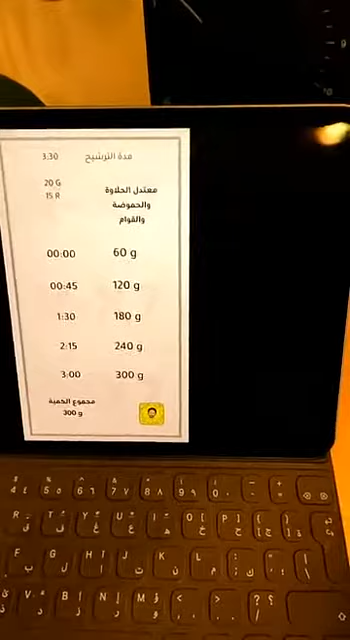 مدة الترشيح 3:30
معتدل الحلاوة 20 G
والحموضة 15 R
والقوام
00:00 60 g
00:45 120 g
1:30 180 g
2:15 240 g
3:00 300 g
مجموع الكمية
300 g